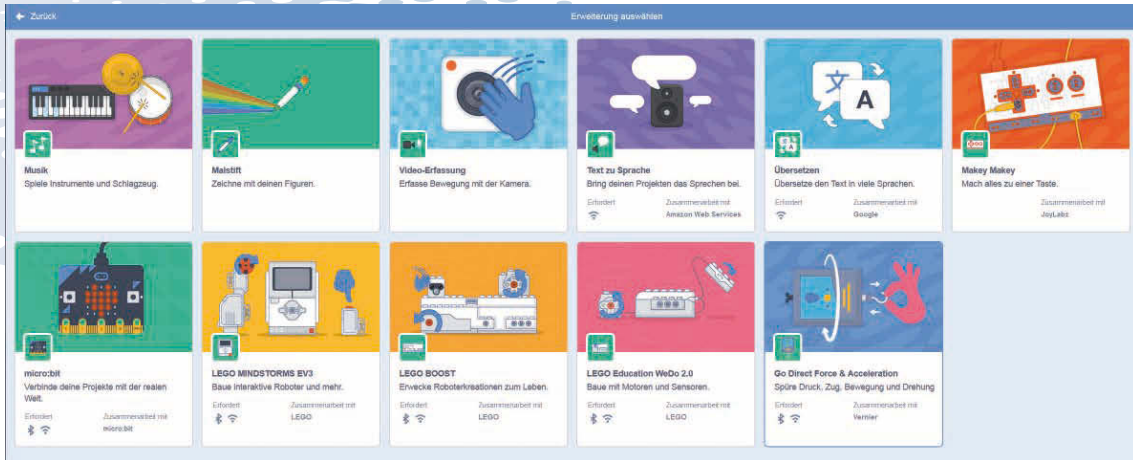 Zurück
Erweiterung auswählen
文
A
Musik
Spiele Instrumente und Schlagzeug.
Malstift
Zeichne mit deinen Figuren.
Video-Erfassung
Erfasse Bewegung mit der Kamera.
Text zu Sprache
Bring deinen Projekten das Sprechen bei.
Erfordert Zusammenarbeit mit
Amazon Web Services
Übersetzen
Übersetze den Text in viele Sprachen.
Erfordert Zusammenarbeit mit
Google
Makey Makey
Mach alles zu einer Taste.
Zusammenarbeit mit
JoyLabz
micro:bit
Verbinde deine Projekte mit der realen
Welt.
Erfordert Zusammenarbeit mit
micro:bit
LEGO MINDSTORMS EV3
Baue interaktive Roboter und mehr.
Erfordert Zusammenarbeit mit
LEGO
LEGO BOOST
Erwecke Roboterkreationen zum Leben.
Erfordert Zusammenarbeit mit
LEGO
LEGO Education WeDo 2.0
Baue mit Motoren und Sensoren.
Erfordert Zusammenarbeit mit
LEGO
Go Direct Force & Acceleration
Spüre Druck, Zug, Bewegung und Drehung
Erfordert Zusammenarbeit mit
Vernier